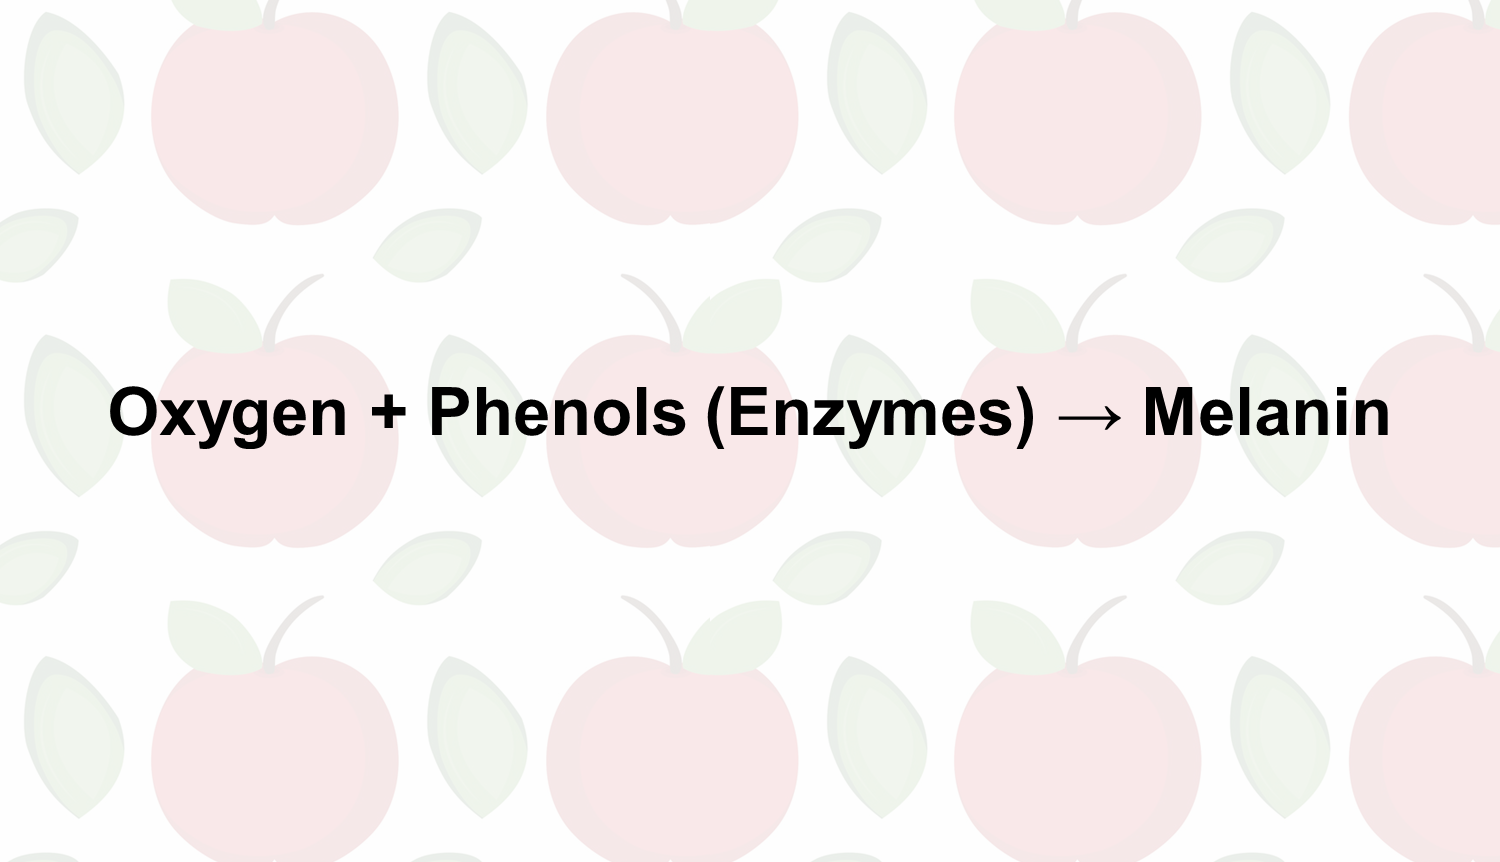 Oxygen + Phenols (Enzymes) → Melanin